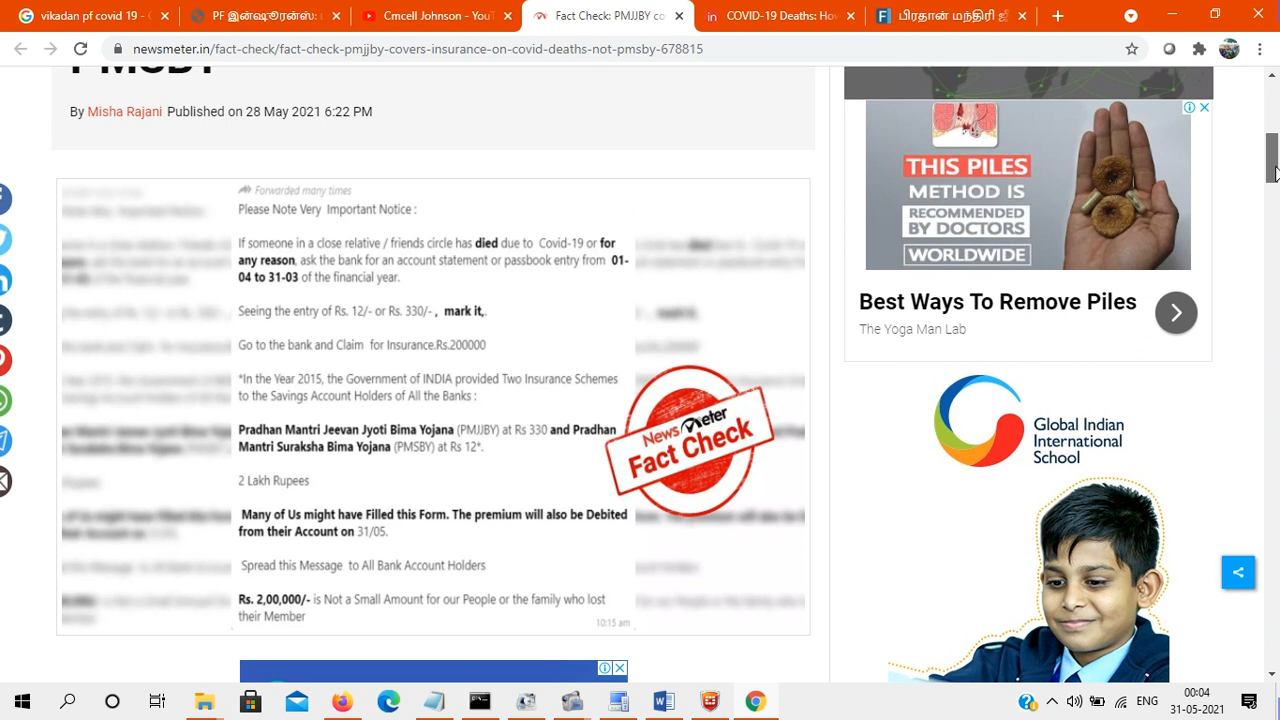 vikadan pf covid 19 - G
PF இன்ஷூரன்ஸ்:
Cmcell Johnson - YouT
Fact Check: PMJJBY co
COVID-19 Deaths: How
பிரதான் மந்திரி ஜீ
newsmeter.in/fact-check/fact-check-pmjjby-covers-insurance-on-covid-deaths-not-pmsby-678815
PMSBY
By Misha Rajani Published on 28 May 2021 6:22 PM
Forwarded many times
Please Note Very Important Notice :
If someone in a close relative / friends circle has died due to Covid-19 or for
any reason, ask the bank for an account statement or passbook entry from 01-
04 to 31-03 of the financial year.
Seeing the entry of Rs. 12/- or Rs. 330/- , mark it,.
Go to the bank and Claim for Insurance.Rs.200000
*In the Year 2015, the Government of INDIA provided Two Insurance Schemes
to the Savings Account Holders of All the Banks :
Pradhan Mantri Jeevan Jyoti Bima Yojana (PMJJBY) at Rs 330 and Pradhan
Mantri Suraksha Bima Yojana (PMSBY) at Rs 12*.
2 Lakh Rupees
Many of Us might have Filled this Form. The premium will also be Debited
from their Account on 31/05.
Spread this Message to All Bank Account Holders
Rs. 2,00,000/- is Not a Small Amount for our People or the family who lost
their Member
10:15 am
News Meter
Fact Check
THIS PILES
METHOD IS
RECOMMENDED
BY DOCTORS
WORLDWIDE
Best Ways To Remove Piles
The Yoga Man Lab
Global Indian
International
School
ENG
00:04
31-05-2021